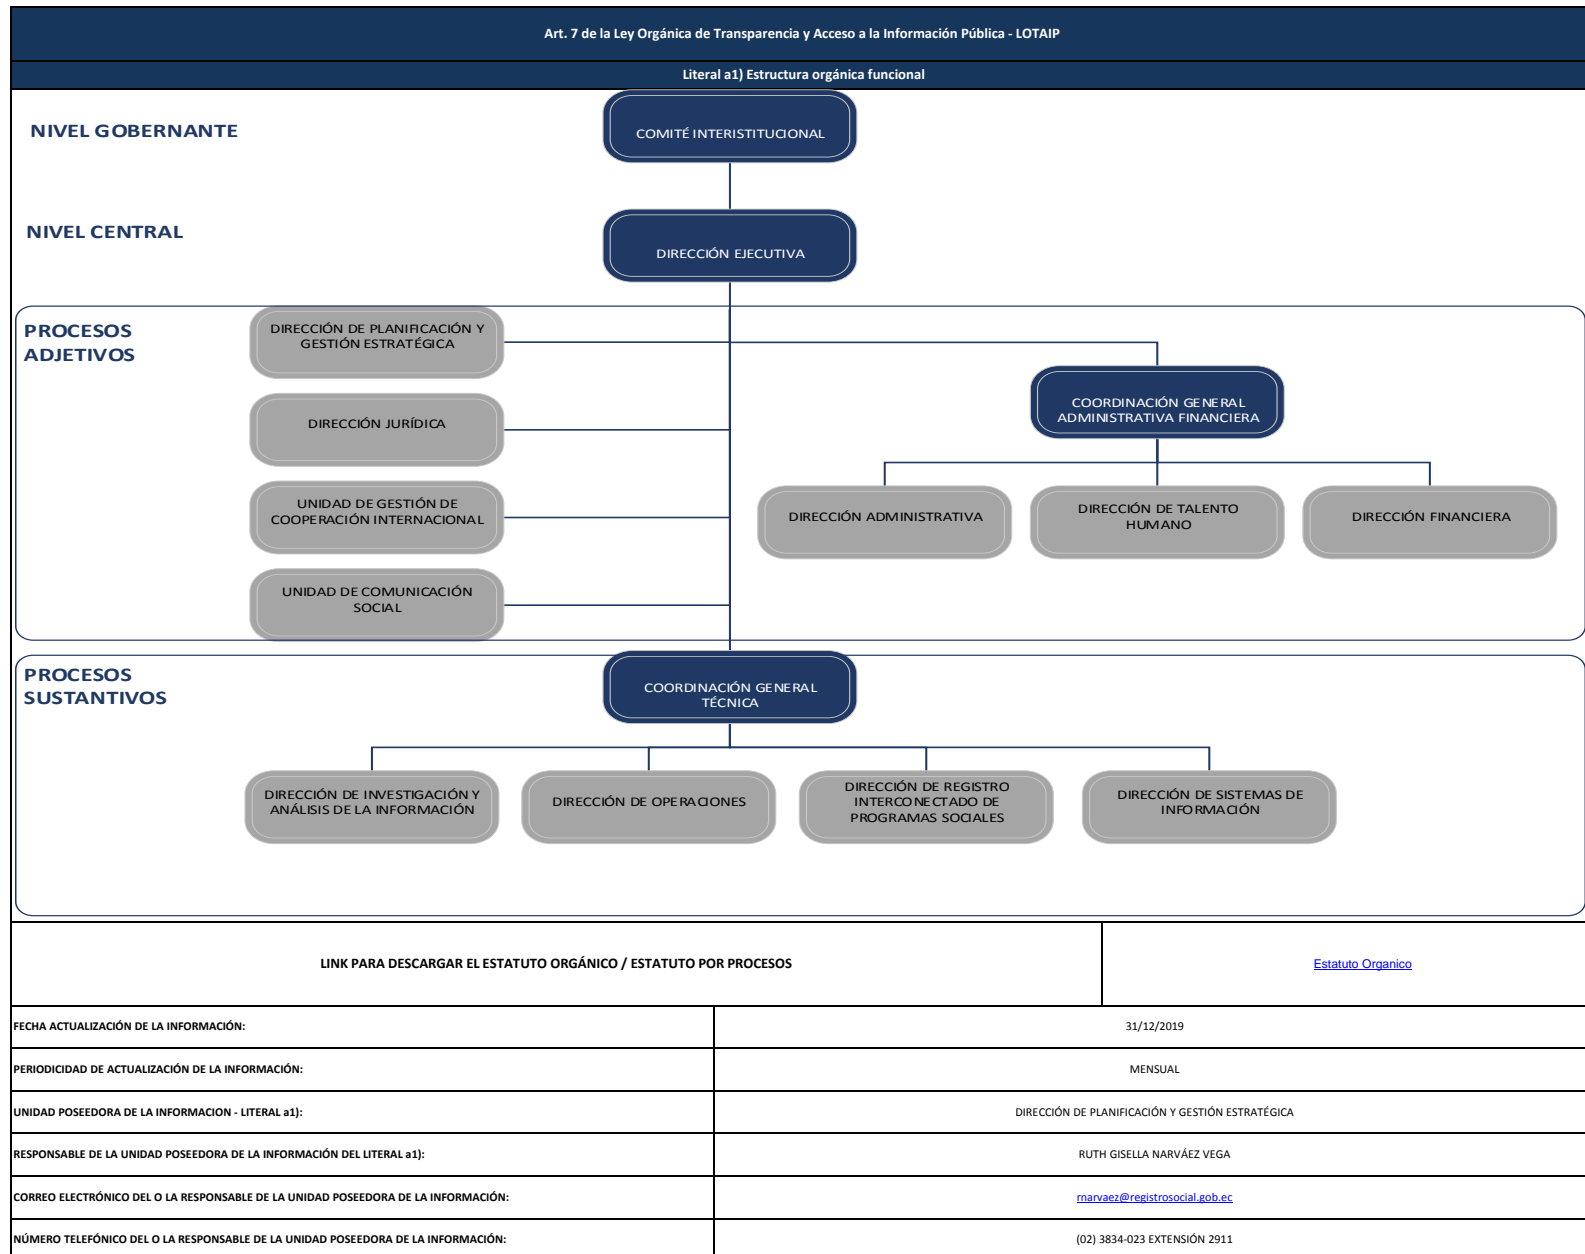 Art. 7 de la Ley Orgánica de Transparencia y Acceso a la Información Pública - LOTAIP
Literal a1) Estructura orgánica funcional
NIVEL GOBERNANTE
COMITÉ INTERISTITUCIONAL
NIVEL CENTRAL
DIRECCIÓN EJECUTIVA
PROCESOS
ADJETIVOS
DIRECCIÓN DE PLANIFICACIÓN Y
GESTIÓN ESTRATÉGICA
COORDINACIÓN GENERAL
ADMINISTRATIVA FINANCIERA
DIRECCIÓN JURÍDICA
UNIDAD DE GESTIÓN DE
COOPERACIÓN INTERNACIONAL
DIRECCIÓN ADMINISTRATIVA
DIRECCIÓN DE TALENTO
HUMANO
DIRECCIÓN FINANCIERA
UNIDAD DE COMUNICACIÓN
SOCIAL
PROCESOS
SUSTANTIVOS
COORDINACIÓN GENERAL
TÉCNICA
DIRECCIÓN DE INVESTIGACIÓN Y
ANÁLISIS DE LA INFORMACIÓN
DIRECCIÓN DE OPERACIONES
DIRECCIÓN DE REGISTRO
INTERCONECTADO DE
PROGRAMAS SOCIALES
DIRECCIÓN DE SISTEMAS DE
INFORMACIÓN
LINK PARA DESCARGAR EL ESTATUTO ORGÁNICO / ESTATUTO POR PROCESOS
Estatuto Organico
FECHA ACTUALIZACIÓN DE LA INFORMACIÓN:
31/12/2019
PERIODICIDAD DE ACTUALIZACIÓN DE LA INFORMACIÓN:
MENSUAL
UNIDAD POSEEDORA DE LA INFORMACION - LITERAL a1):
DIRECCIÓN DE PLANIFICACIÓN Y GESTIÓN ESTRATÉGICA
RESPONSABLE DE LA UNIDAD POSEEDORA DE LA INFORMACIÓN DEL LITERAL a1):
RUTH GISELLA NARVÁEZ VEGA
CORREO ELECTRÓNICO DEL O LA RESPONSABLE DE LA UNIDAD POSEEDORA DE LA INFORMACIÓN:
rnarvaez@registrosocial.gob.ec
NÚMERO TELEFÓNICO DEL O LA RESPONSABLE DE LA UNIDAD POSEEDORA DE LA INFORMACIÓN:
(02) 3834-023 EXTENSIÓN 2911